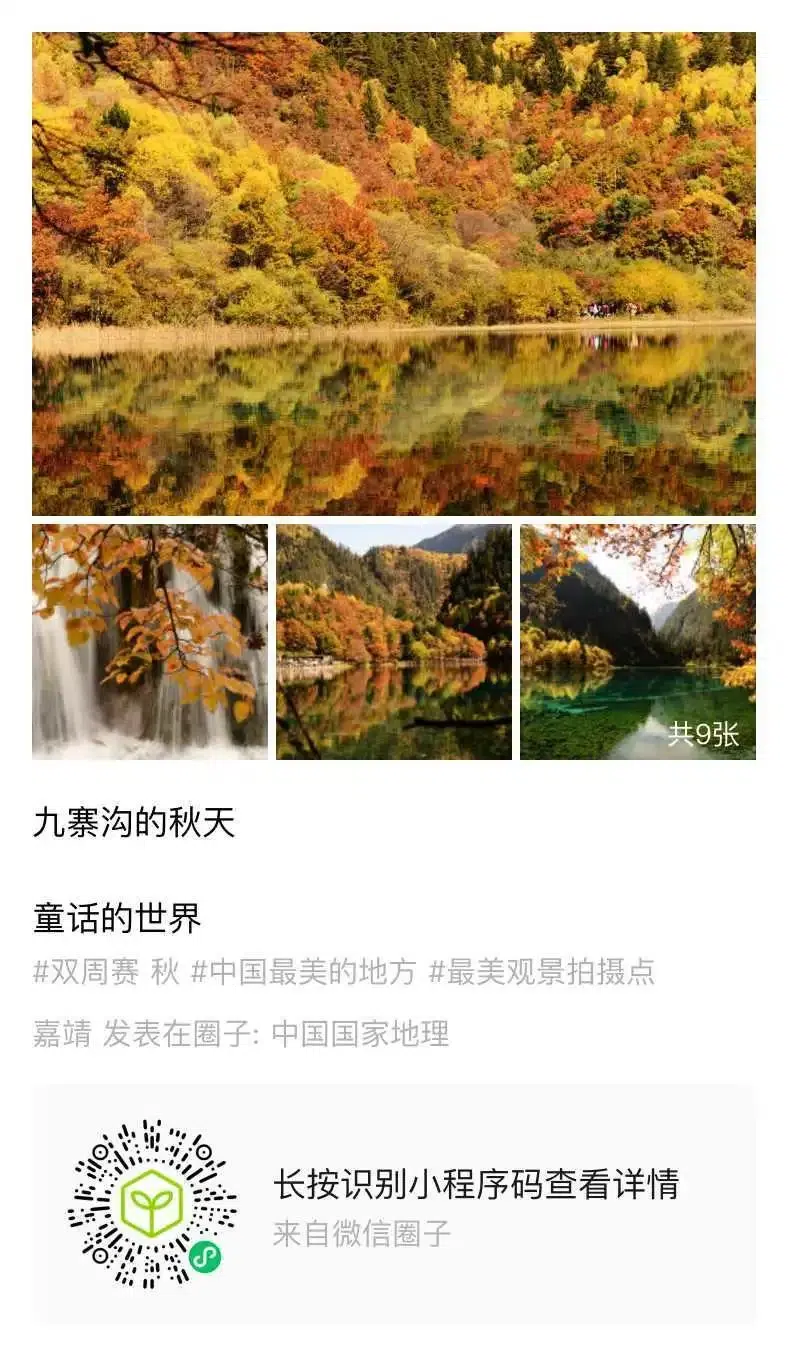 共9张
九寨沟的秋天
童话的世界
#双周赛 秋 #中国最美的地方 #最美观景拍摄点
嘉靖 发表在圈子: 中国国家地理
长按识别小程序码查看详情
来自微信圈子